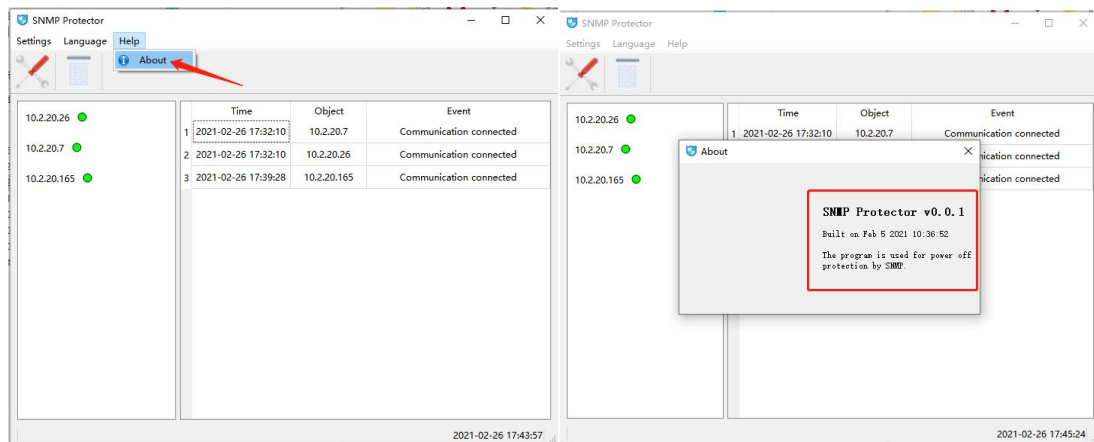 SNMP Protector
Settings Language Help
About
10.2.20.26
10.2.20.7
10.2.20.165
Time Object Event
1 2021-02-26 17:32:10 10.2.20.7 Communication connected
2 2021-02-26 17:32:10 10.2.20.26 Communication connected
3 2021-02-26 17:39:28 10.2.20.165 Communication connected
2021-02-26 17:43:57
SNMP Protector
Settings Language Help
10.2.20.26
10.2.20.7
10.2.20.165
Time Object Event
1 2021-02-26 17:32:10 10.2.20.7 Communication connected
nication connected
nication connected
About
SNMP Protector v0.0.1
Built on Feb 5 2021 10:36:52
The program is used for power off
protection by SNMP.
2021-02-26 17:45:24